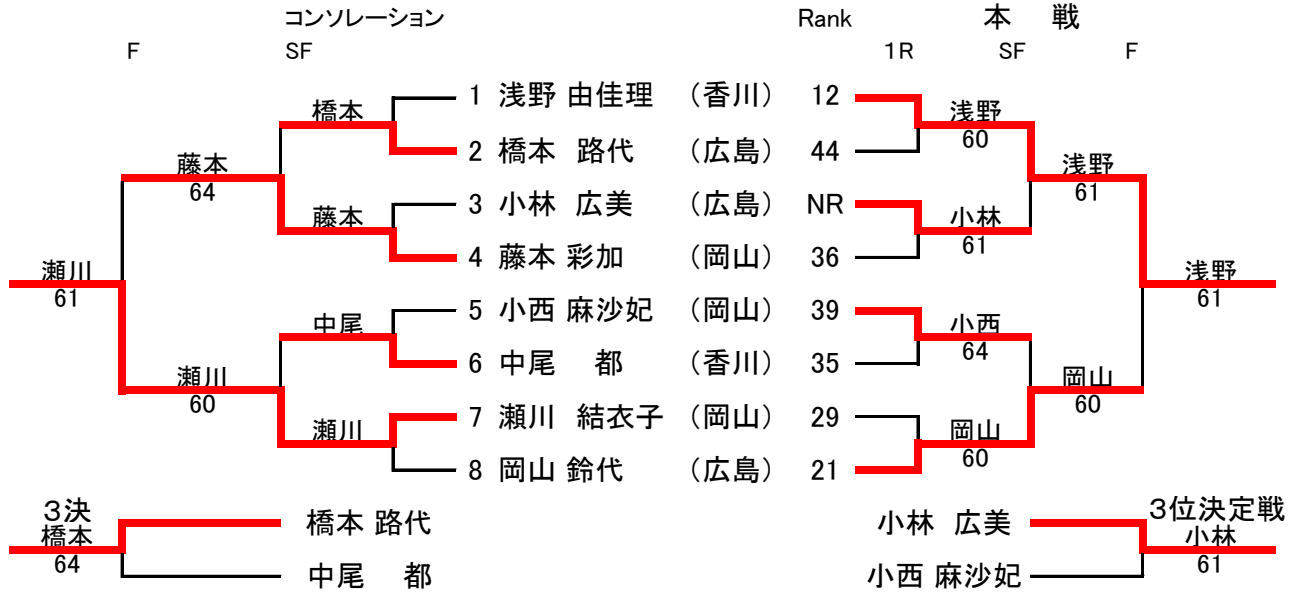 コンソレーション Rank 本 戦
F SF 1R SF F
1 浅野 由佳理 （香川） 12
橋本 浅野
60
2 橋本 路代 （広島） 44
藤本 浅野
64 61
3 小林 広美 （広島） NR
藤本 小林
61
4 藤本 彩加 （岡山） 36
瀬川 浅野
61 61
5 小西 麻沙妃 （岡山） 39
中尾 小西
64
6 中尾 都 （香川） 35
瀬川 岡山
60 60
7 瀬川 結衣子 （岡山） 29
瀬川 岡山
60
8 岡山 鈴代 （広島） 21
3決 橋本 路代 小林 広美 3位決定戦
橋本 小林
64 61
中尾 都 小西 麻沙妃